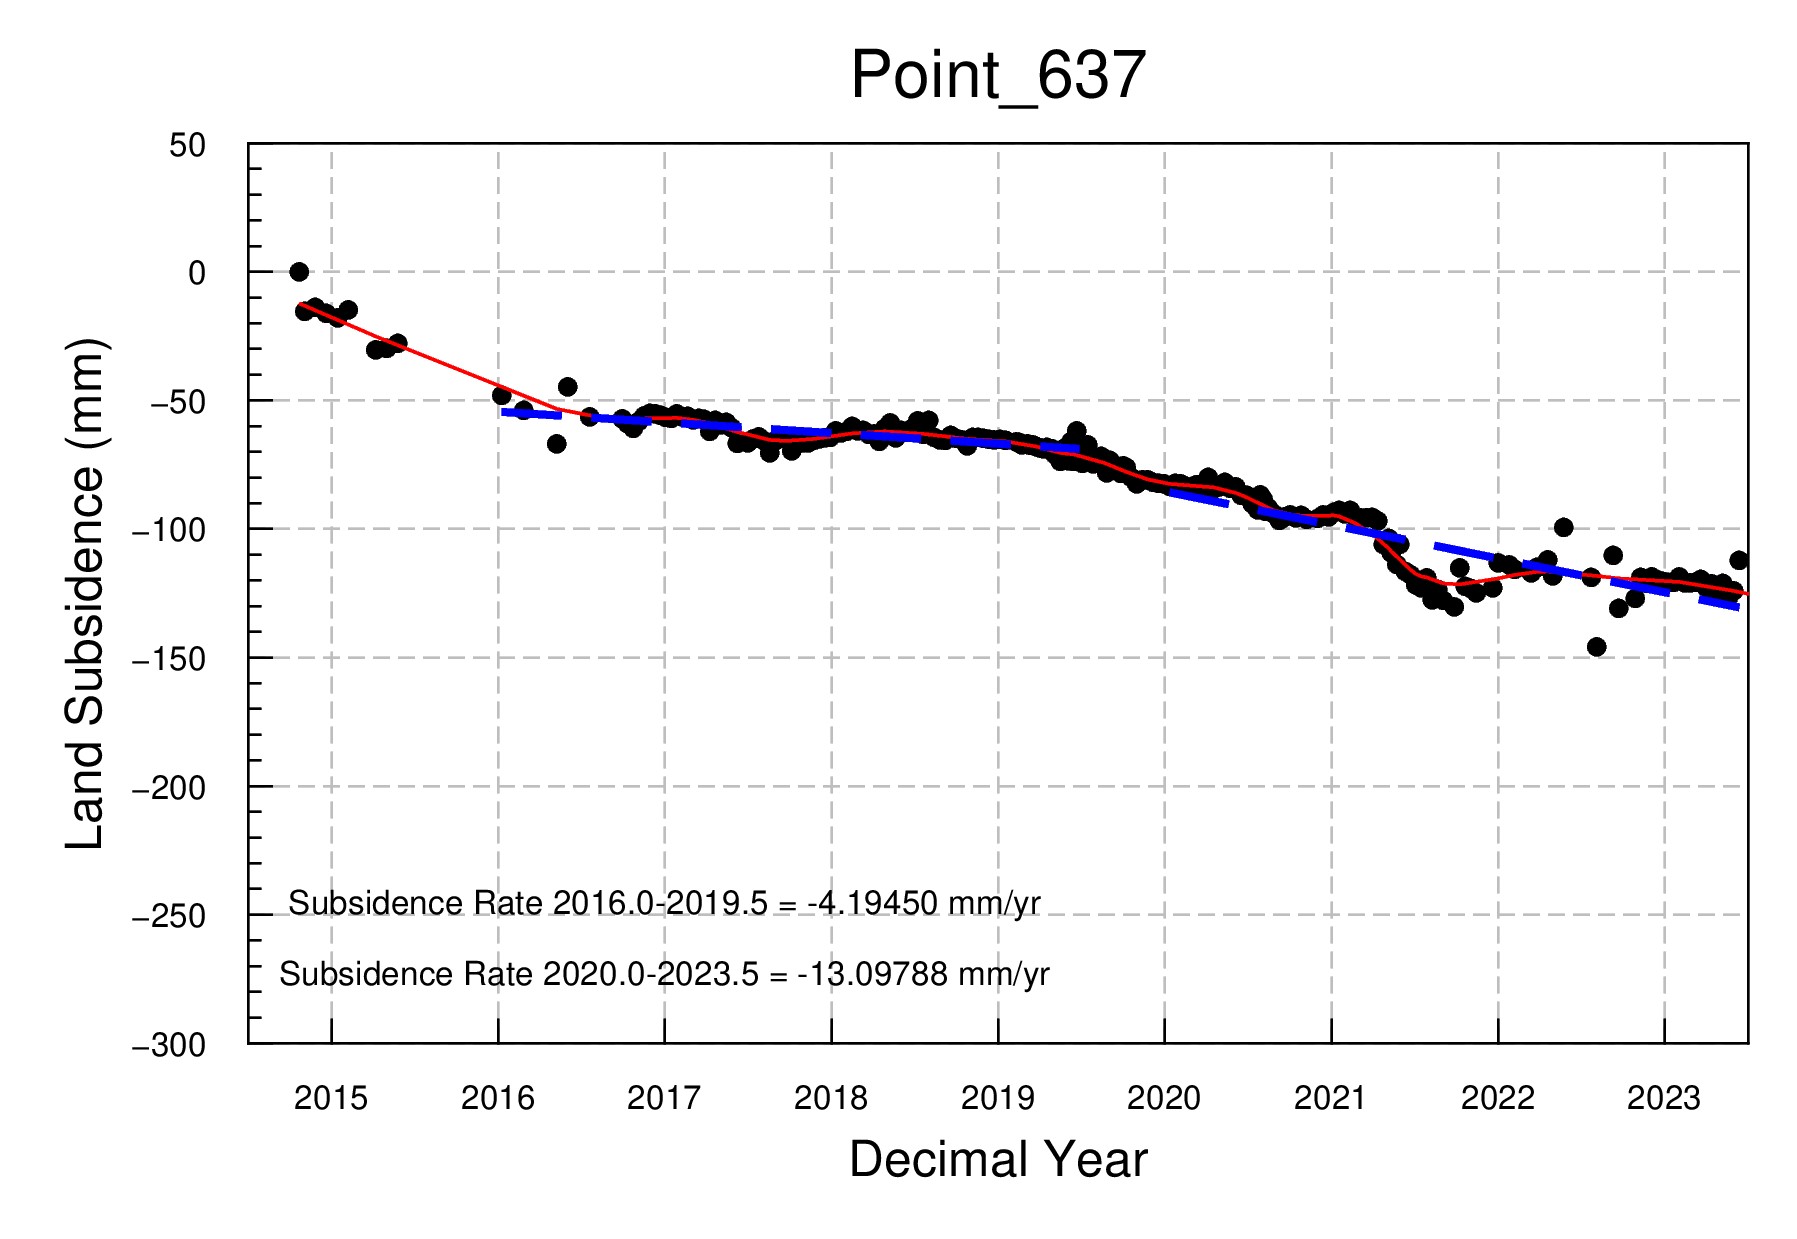 Point_637
50
0
−50
−100
−150
−200
−250
−300
Land Subsidence (mm)
Subsidence Rate 2016.0-2019.5 = -4.19450 mm/yr
Subsidence Rate 2020.0-2023.5 = -13.09788 mm/yr
2015 2016 2017 2018 2019 2020 2021 2022 2023
Decimal Year